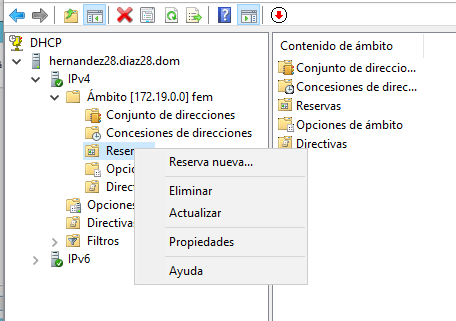 DHCP
hernandez28.diaz28.dom
IPv4
Ámbito [172.19.0.0] fem
Conjunto de direcciones
Concesiones de direcciones
Reser
Opcio
Direc
Opciones
Directivas
Filtros
IPv6
Reserva nueva...
Eliminar
Actualizar
Propiedades
Ayuda
Contenido de ámbito
Conjunto de direccio...
Concesiones de direc...
Reservas
Opciones de ámbito
Directivas